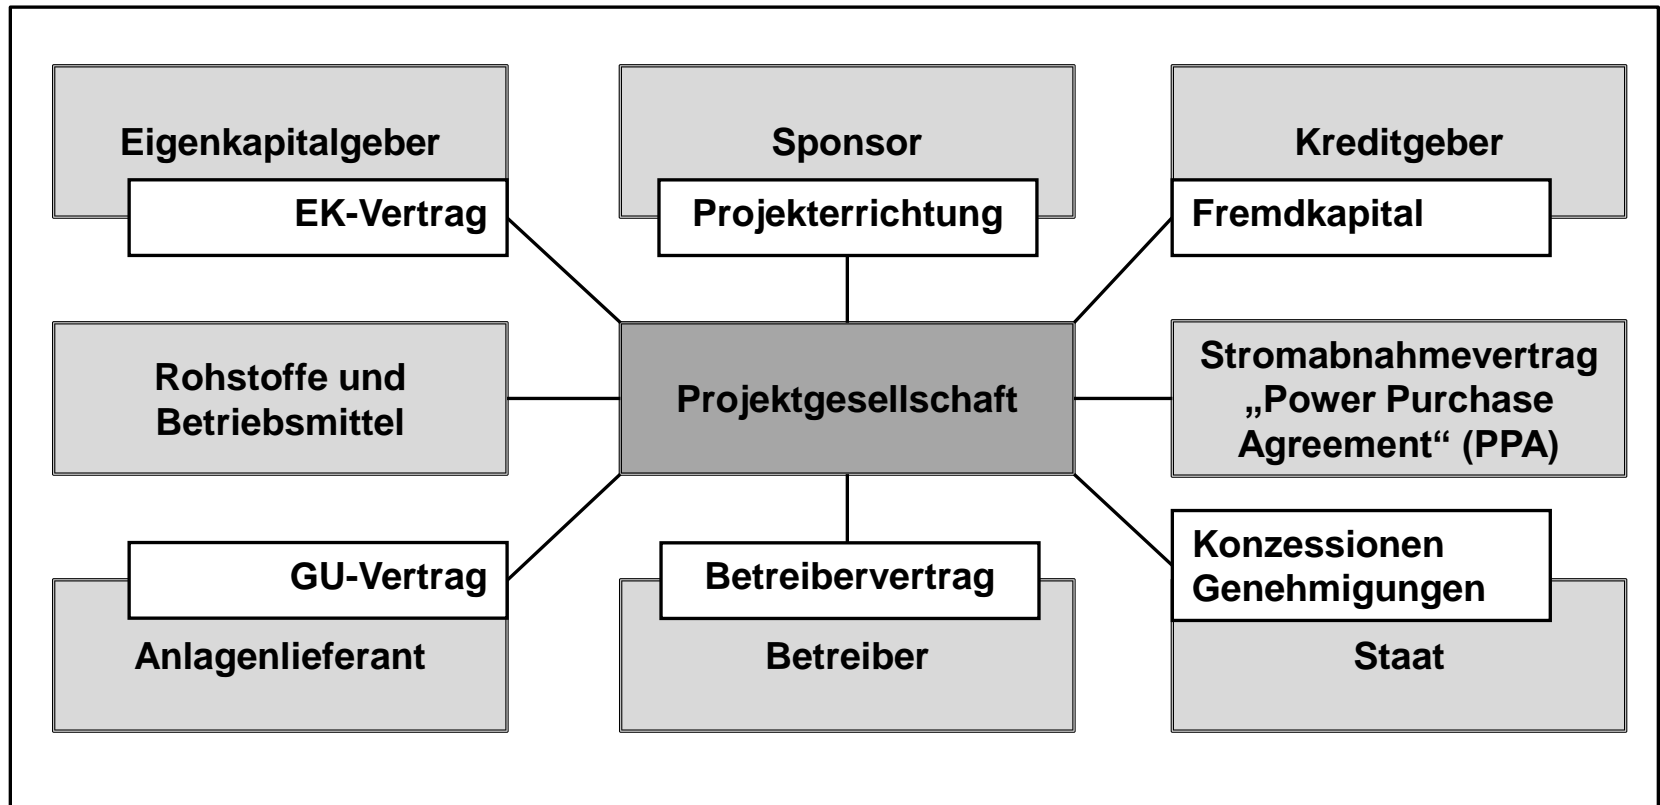 Eigenkapitalgeber
EK-Vertrag
Sponsor
Projekterrichtung
Kreditgeber
Fremdkapital
Rohstoffe und
Betriebsmittel
Projektgesellschaft
Stromabnahmevertrag
„Power Purchase
Agreement“ (PPA)
GU-Vertrag
Anlagenlieferant
Betreibervertrag
Betreiber
Konzessionen
Genehmigungen
Staat